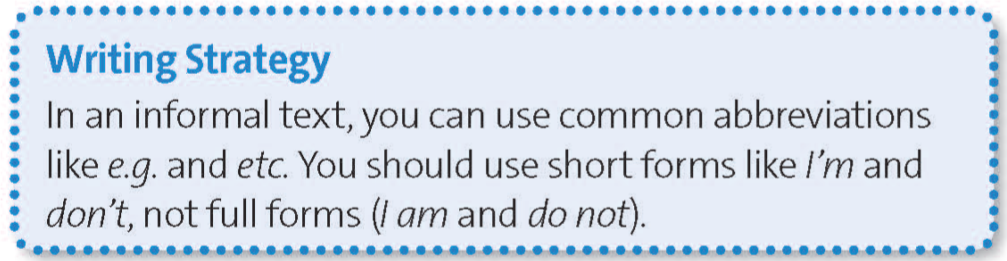 Writing Strategy
In an informal text, you can use common abbreviations
like e.g. and etc. You should use short forms like I’m and
don’t, not full forms (I am and do not).